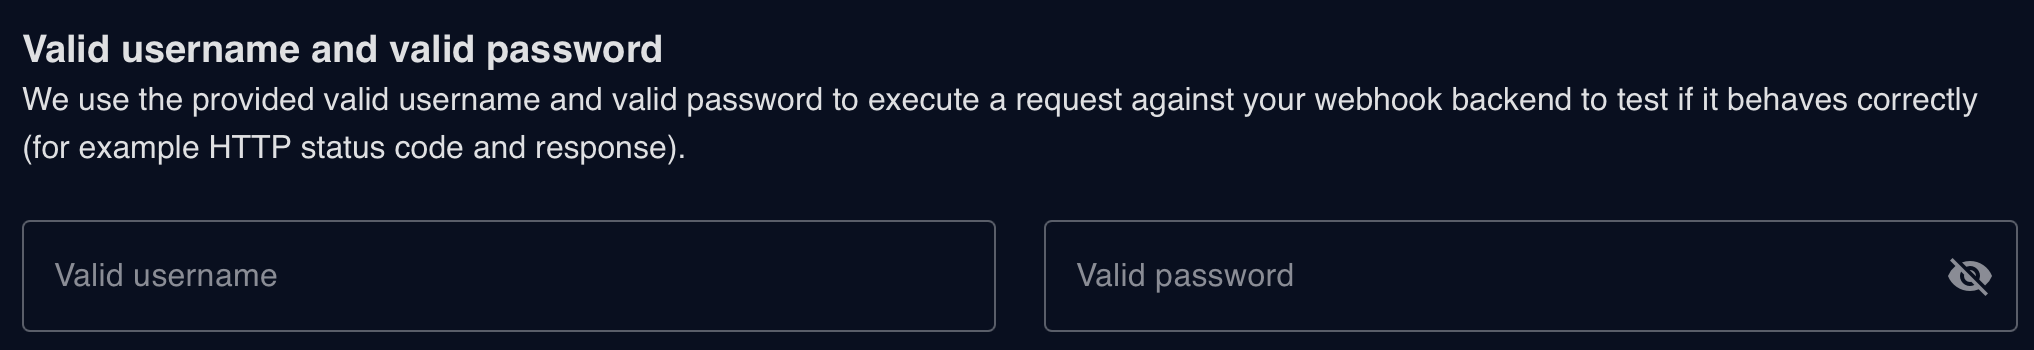 Valid username and valid password
We use the provided valid username and valid password to execute a request against your webhook backend to test if it behaves correctly
(for example HTTP status code and response).
Valid username
Valid password